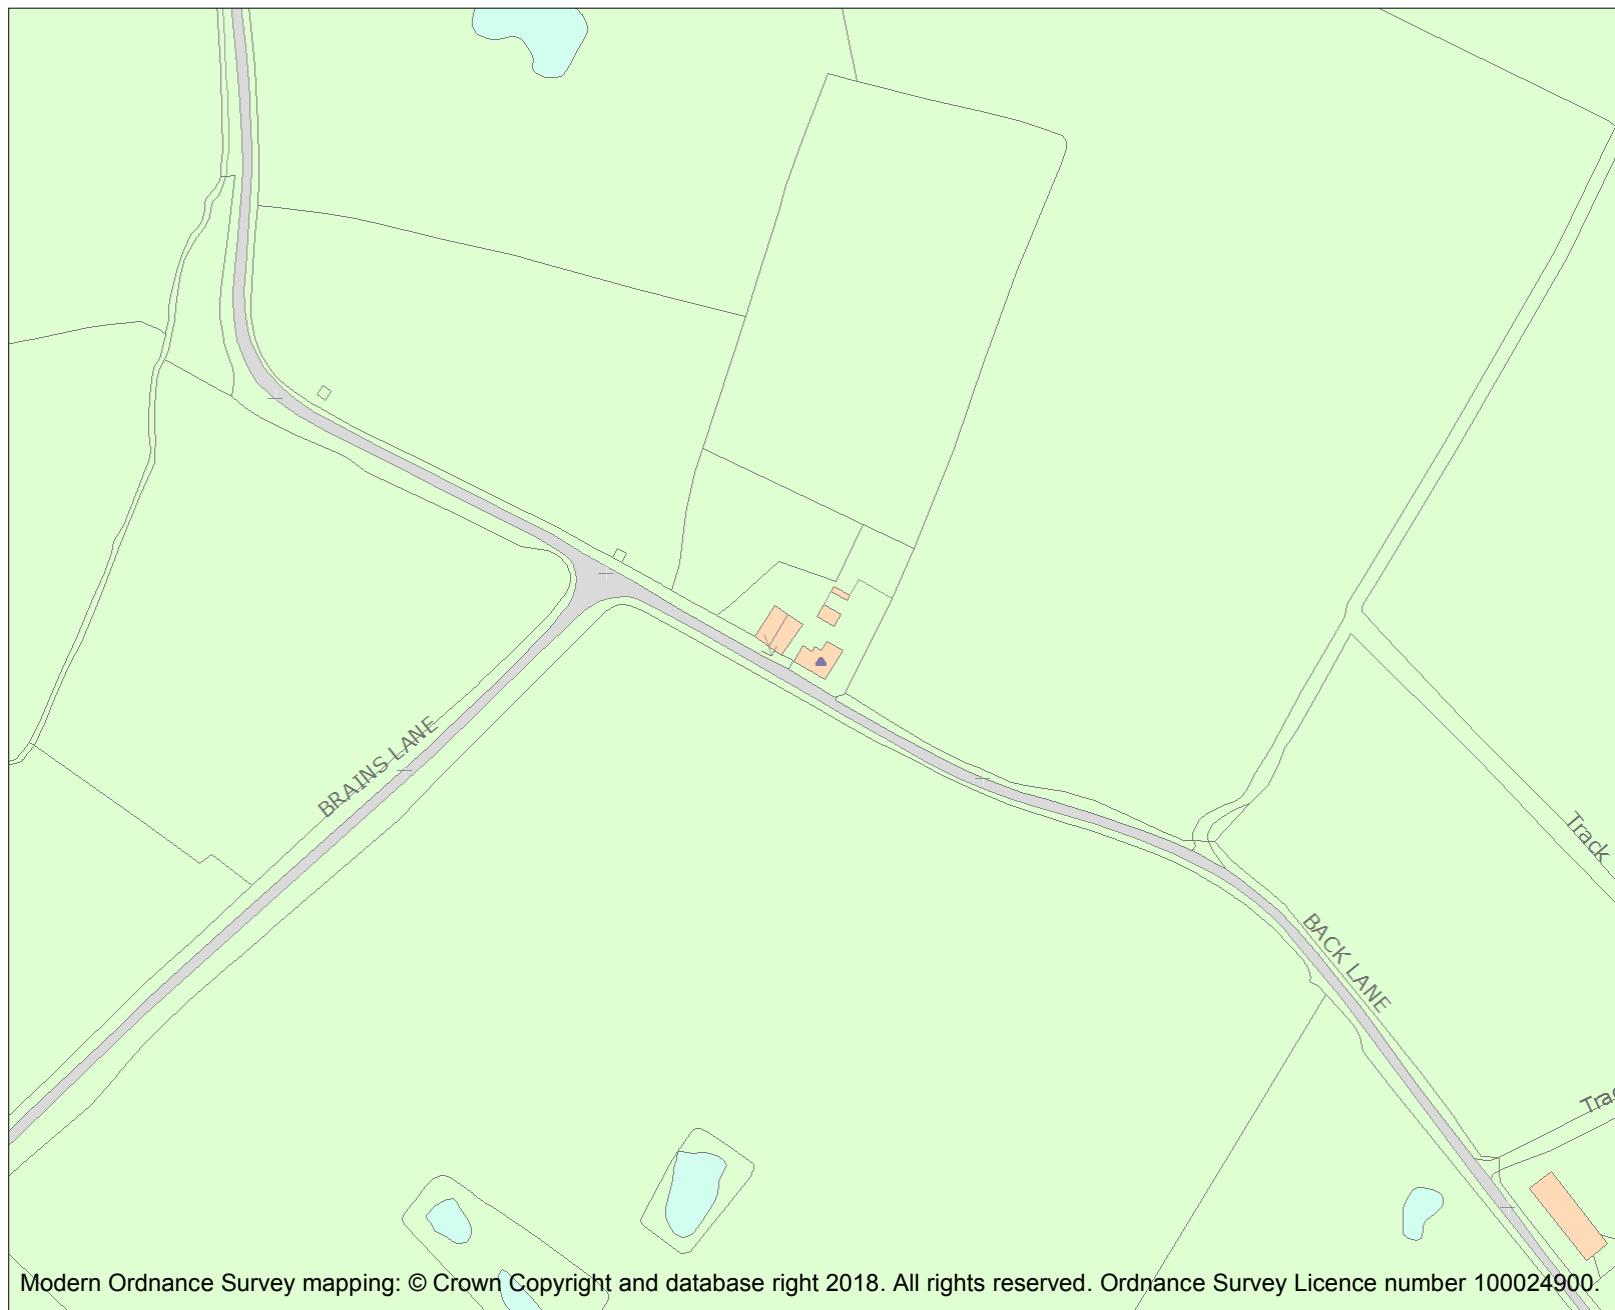 BRAINS LANE
Track
BACK LANE
Modern Ordnance Survey mapping: © Crown Copyright and database right 2018. All rights reserved. Ordnance Survey Licence number 100024900.